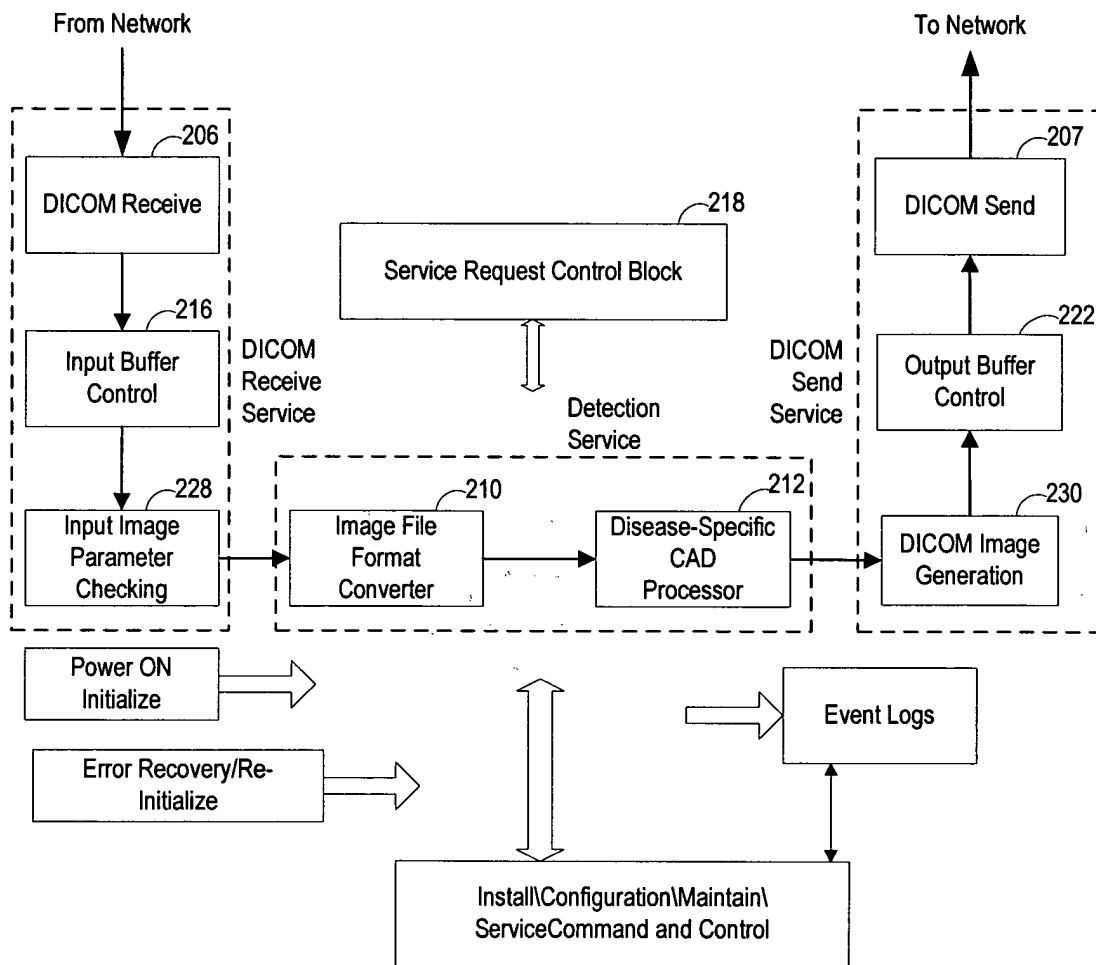 From Network
To Network
206
DICOM Receive
207
DICOM Send
218
Service Request Control Block
216
Input Buffer
Control
DICOM
Receive
Service
DICOM
Send
Service
222
Output Buffer
Control
Detection
Service
228
Input Image
Parameter
Checking
210
Image File
Format
Converter
212
Disease-Specific
CAD
Processor
230
DICOM Image
Generation
Power ON
Initialize
Event Logs
Error Recovery/Re-
Initialize
Install\Configuration\Maintain\
ServiceCommand and Control